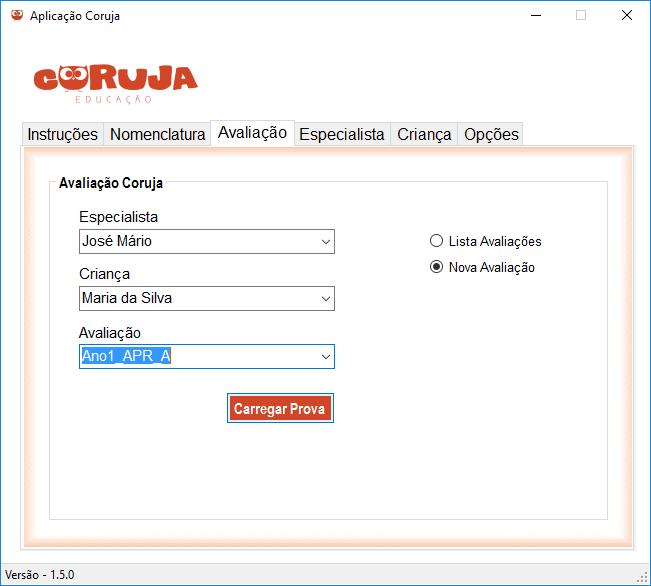 Aplicação Coruja
CORUJA
EDUCAÇÃO
Instruções Nomenclatura Avaliação Especialista Criança Opções
Avaliação Coruja
Especialista
José Mário
Lista Avaliações
Nova Avaliação
Criança
Maria da Silva
Avaliação
Ano1_APR_A
Carregar Prova
Versão - 1.5.0